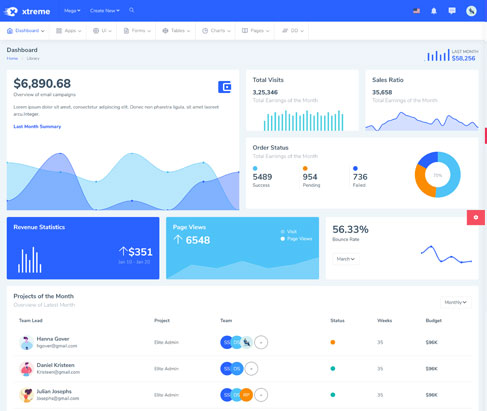 xtreme
Mega
Create New
Dashboard
Apps
UI
Forms
Tables
Charts
Pages
DD
Dashboard
Home
Library
LAST MONTH
$58,256
$6,890.68
Overview of email campaigns
Lorem ipsum dolor sit amet, consectetur adipiscing elit. Donec non pharetra ligula, sit amet laoreet arcu.Integer.
Last Month Summary
Total Visits
3,25,346
Total Earnings of the Month
Sales Ratio
35,658
Total Earnings of the Month
Order Status
Total Earnings of the Month
5489
Success
954
Pending
736
Failed
Revenue Statistics
$351
Jan 10 - Jan 20
Page Views
6548
Visit
Page Views
56.33%
Bounce Rate
March
Projects of the Month
Overview of Latest Month
Monthly
Team Lead
Project
Team
Status
Weeks
Budget
Hanna Gover
hgover@gmail.com
Elite Admin
SS
DS
+
35
$96K
Daniel Kristeen
Kristeen@gmail.com
Elite Admin
SS
DS
+
35
$96K
Julian Josephs
Josephs@gmail.com
Elite Admin
SS
DS
RP
+
35
$96K